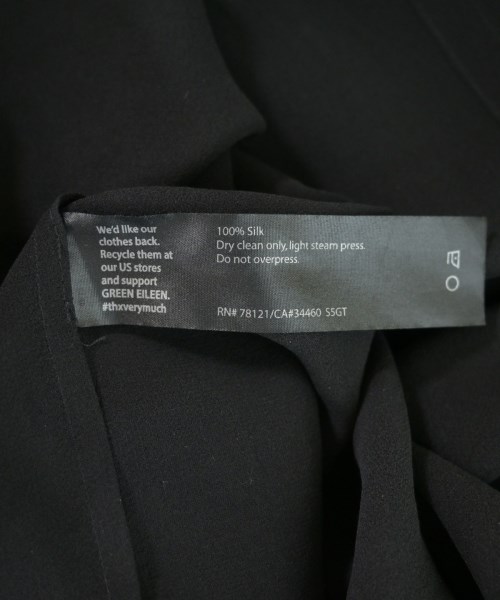 We'd like our
clothes back.
Recycle them at
our US stores
and support
GREEN EILEEN.
#thxverymuch
100% Silk
Dry clean only, light steam press.
Do not overpress.
RN# 78121/CA#34460 S5GT